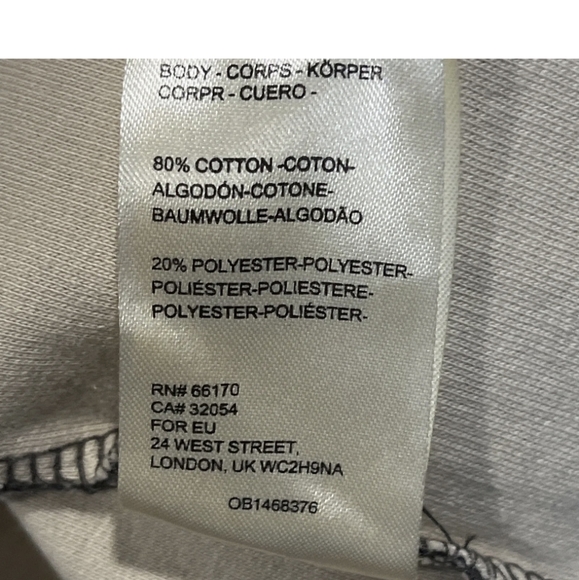 BODY - CORPS - KÖRPER
CORPR - CUERO -
80% COTTON -COTON-
ALGODÓN-COTONE-
BAUMWOLLE-ALGODÃO
20% POLYESTER-POLYESTER-
POLIÉSTER-POLIESTERE-
POLYESTER-POLIÉSTER-
RN# 66170
CA# 32054
FOR EU
24 WEST STREET,
LONDON, UK WC2H9NA
OB1468376